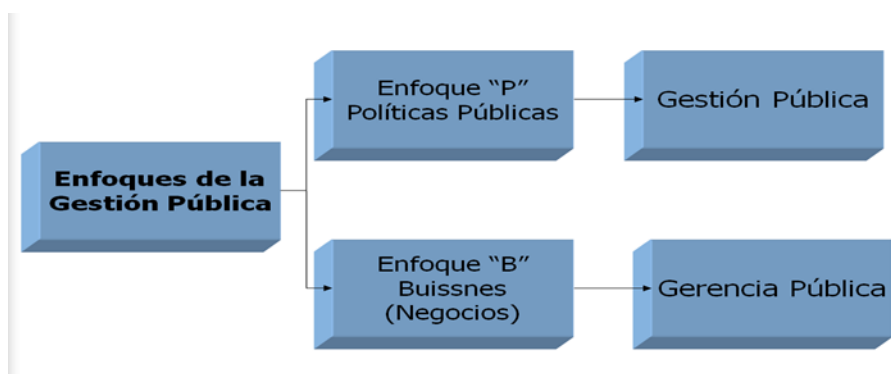 Enfoques de la
Gestión Pública
Enfoque “P”
Políticas Públicas
Gestión Pública
Enfoque “B”
Buissnes
(Negocios)
Gerencia Pública